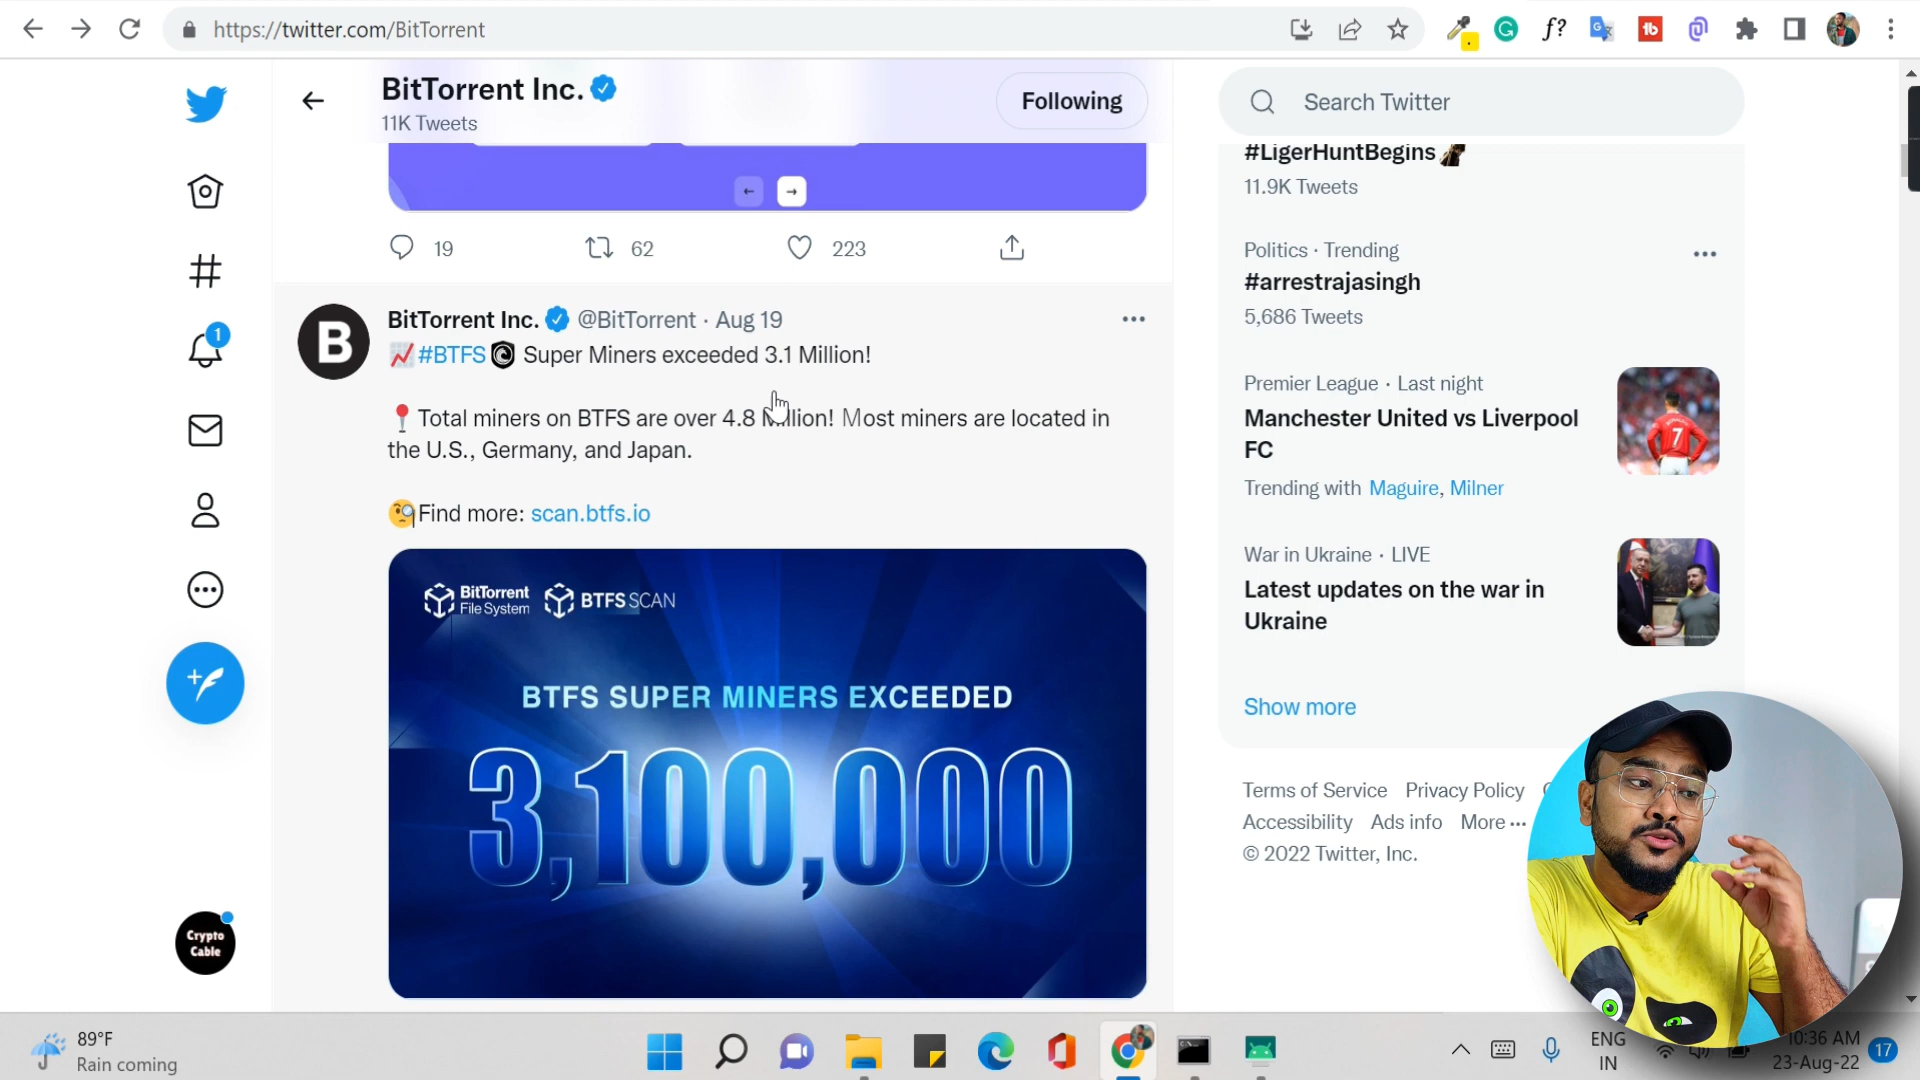 https://twitter.com/BitTorrent
BitTorrent Inc.
11K Tweets
Following
Search Twitter
19
62
223
BitTorrent Inc. @BitTorrent · Aug 19
#BTFS Super Miners exceeded 3.1 Million!
Total miners on BTFS are over 4.8 Million! Most miners are located in
the U.S., Germany, and Japan.
Find more: scan.btfs.io
BitTorrent
File System
BTFS SCAN
BTFS SUPER MINERS EXCEEDED
3,100,000
#LigerHuntBegins
11.9K Tweets
Politics · Trending
#arrestrajasingh
5,686 Tweets
Premier League · Last night
Manchester United vs Liverpool
FC
Trending with Maguire, Milner
7
War in Ukraine · LIVE
Latest updates on the war in
Ukraine
Show more
Terms of Service Privacy Policy
Accessibility Ads info More ···
© 2022 Twitter, Inc.
1
Crypto
Cable
89°F
Rain coming
ENG
IN
10:36 AM
23-Aug-22
17